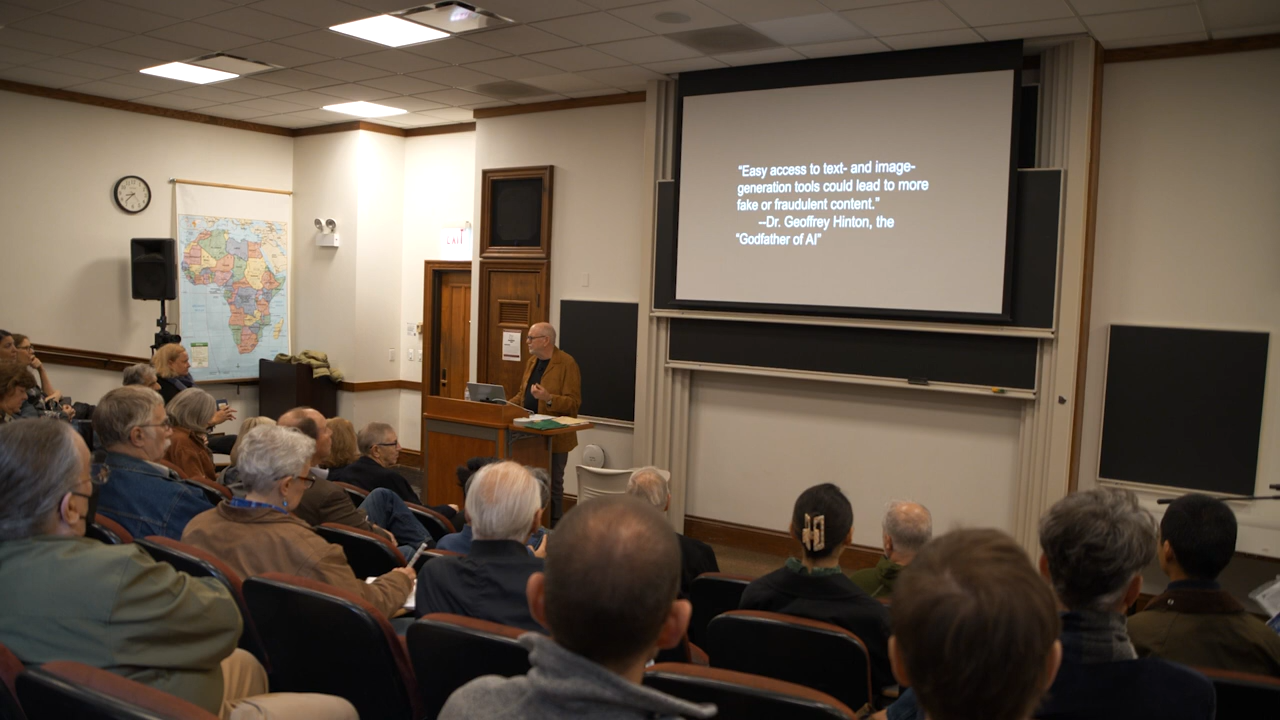 “Easy access to text- and image-
generation tools could lead to more
fake or fraudulent content.”
--Dr. Geoffrey Hinton, the
“Godfather of AI”
EXIT